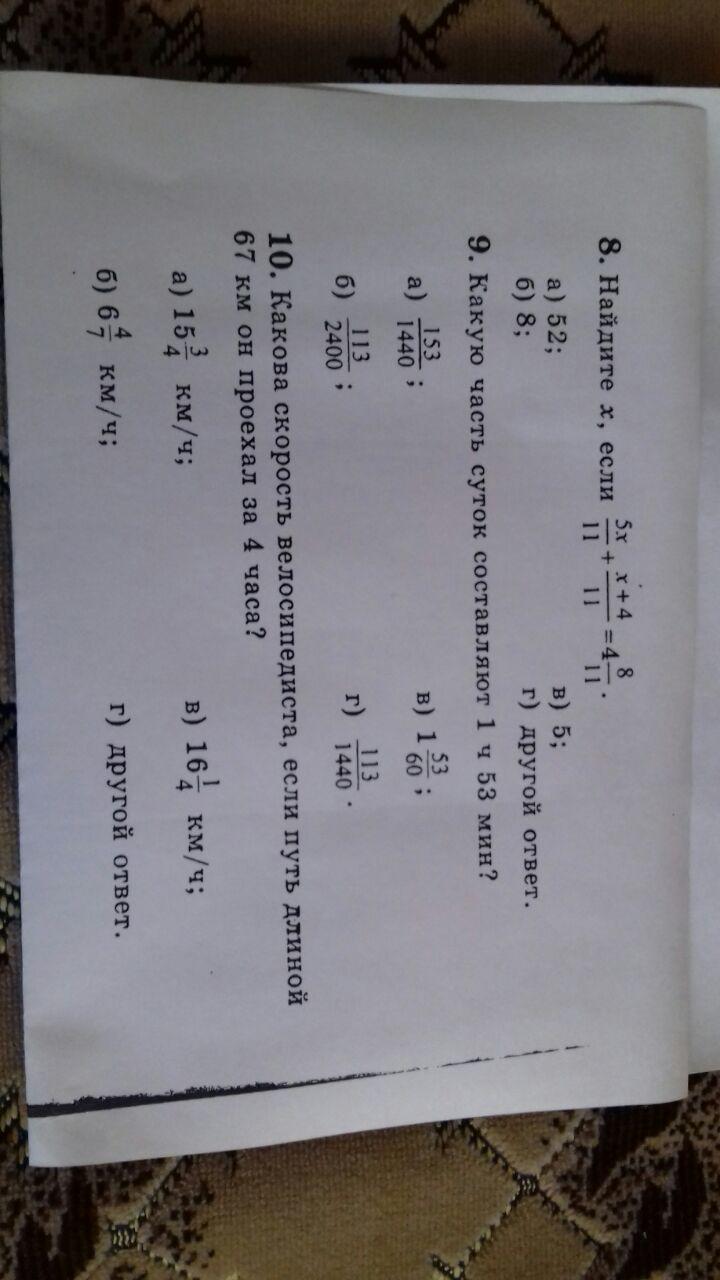 8. Найдите x, если 5x/11 + x+4/11 = 4 8/11.
а) 52; в) 5;
б) 8; г) другой ответ.
9. Какую часть суток составляют 1 ч 53 мин?
а) 153/1440; в) 1 53/60;
б) 113/2400; г) 113/1440.
10. Какова скорость велосипедиста, если путь длиной
67 км он проехал за 4 часа?
а) 15 3/4 км/ч; в) 16 1/4 км/ч;
б) 6 4/7 км/ч; г) другой ответ.